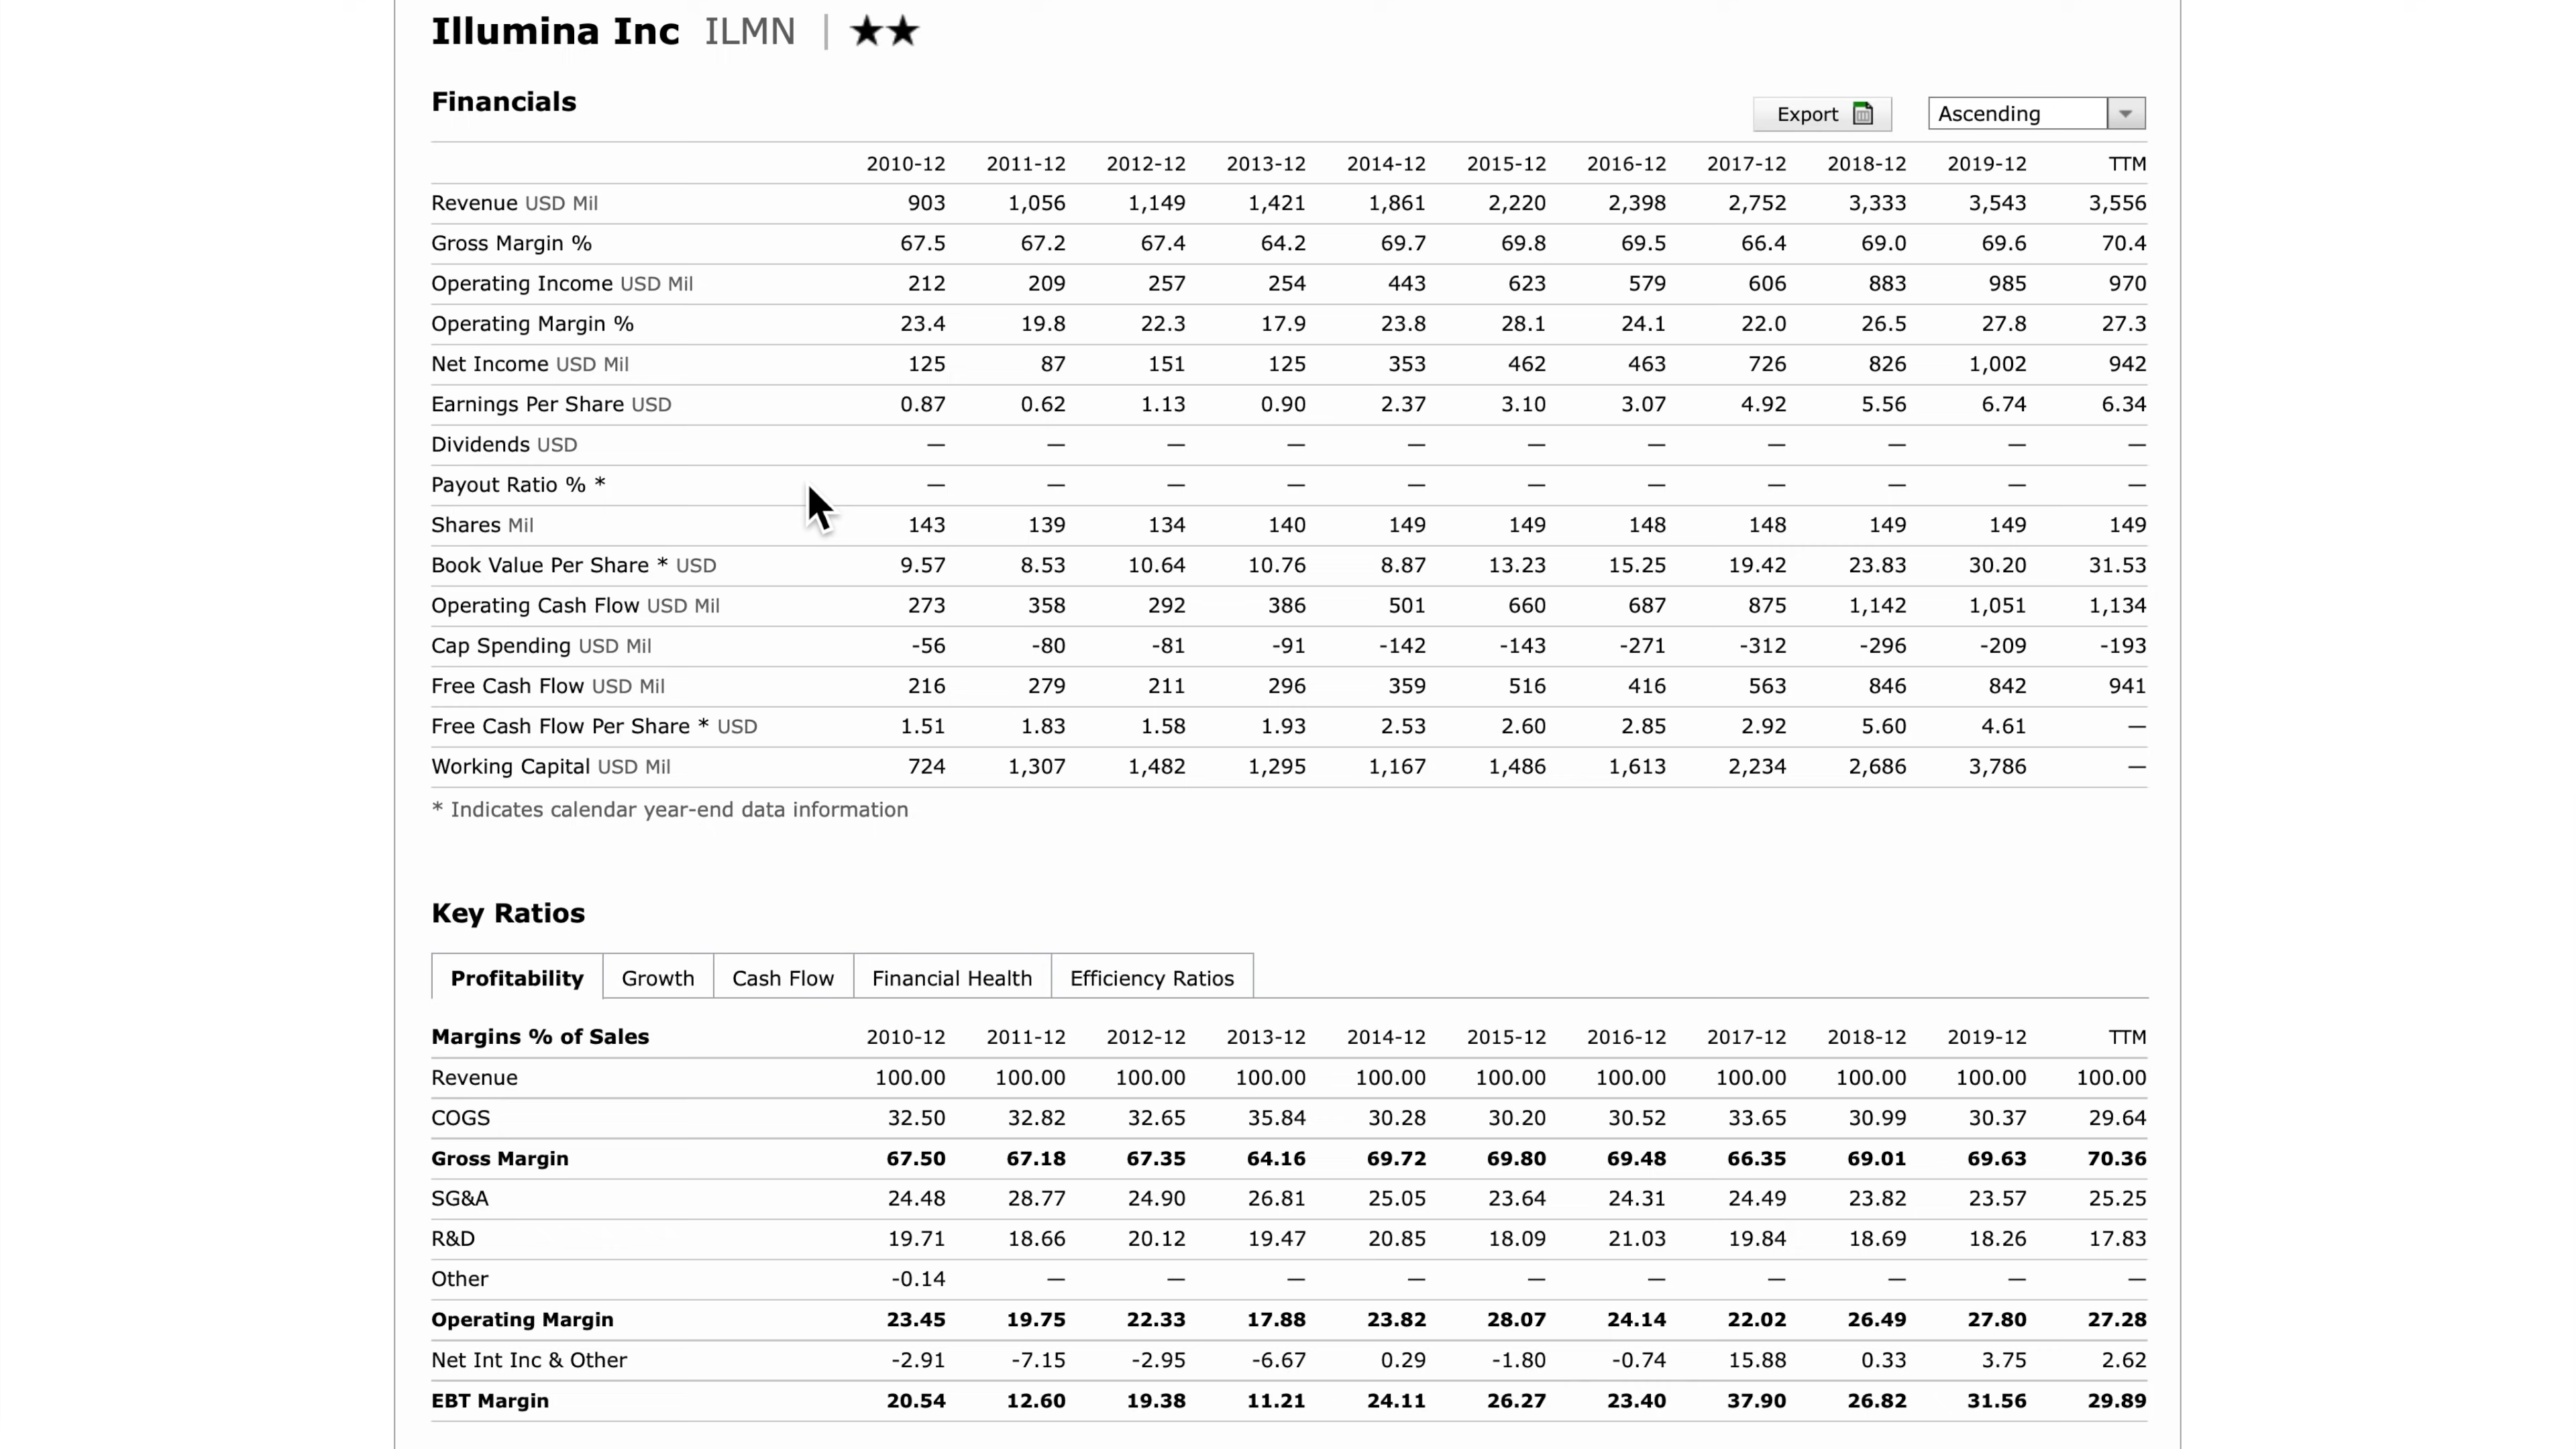 Illumina Inc ILMN | ★★
Financials
Export Ascending
2010-12 2011-12 2012-12 2013-12 2014-12 2015-12 2016-12 2017-12 2018-12 2019-12 TTM
Revenue USD Mil 903 1,056 1,149 1,421 1,861 2,220 2,398 2,752 3,333 3,543 3,556
Gross Margin % 67.5 67.2 67.4 64.2 69.7 69.8 69.5 66.4 69.0 69.6 70.4
Operating Income USD Mil 212 209 257 254 443 623 579 606 883 985 970
Operating Margin % 23.4 19.8 22.3 17.9 23.8 28.1 24.1 22.0 26.5 27.8 27.3
Net Income USD Mil 125 87 151 125 353 462 463 726 826 1,002 942
Earnings Per Share USD 0.87 0.62 1.13 0.90 2.37 3.10 3.07 4.92 5.56 6.74 6.34
Dividends USD — — — — — — — — — — —
Payout Ratio % * — — — — — — — — — — —
Shares Mil 143 139 134 140 149 149 148 148 149 149 149
Book Value Per Share * USD 9.57 8.53 10.64 10.76 8.87 13.23 15.25 19.42 23.83 30.20 31.53
Operating Cash Flow USD Mil 273 358 292 386 501 660 687 875 1,142 1,051 1,134
Cap Spending USD Mil -56 -80 -81 -91 -142 -143 -271 -312 -296 -209 -193
Free Cash Flow USD Mil 216 279 211 296 359 516 416 563 846 842 941
Free Cash Flow Per Share * USD 1.51 1.83 1.58 1.93 2.53 2.60 2.85 2.92 5.60 4.61 —
Working Capital USD Mil 724 1,307 1,482 1,295 1,167 1,486 1,613 2,234 2,686 3,786 —
* Indicates calendar year-end data information
Key Ratios
Profitability Growth Cash Flow Financial Health Efficiency Ratios
Margins % of Sales 2010-12 2011-12 2012-12 2013-12 2014-12 2015-12 2016-12 2017-12 2018-12 2019-12 TTM
Revenue 100.00 100.00 100.00 100.00 100.00 100.00 100.00 100.00 100.00 100.00 100.00
COGS 32.50 32.82 32.65 35.84 30.28 30.20 30.52 33.65 30.99 30.37 29.64
Gross Margin 67.50 67.18 67.35 64.16 69.72 69.80 69.48 66.35 69.01 69.63 70.36
SG&A 24.48 28.77 24.90 26.81 25.05 23.64 24.31 24.49 23.82 23.57 25.25
R&D 19.71 18.66 20.12 19.47 20.85 18.09 21.03 19.84 18.69 18.26 17.83
Other -0.14 — — — — — — — — — —
Operating Margin 23.45 19.75 22.33 17.88 23.82 28.07 24.14 22.02 26.49 27.80 27.28
Net Int Inc & Other -2.91 -7.15 -2.95 -6.67 0.29 -1.80 -0.74 15.88 0.33 3.75 2.62
EBT Margin 20.54 12.60 19.38 11.21 24.11 26.27 23.40 37.90 26.82 31.56 29.89